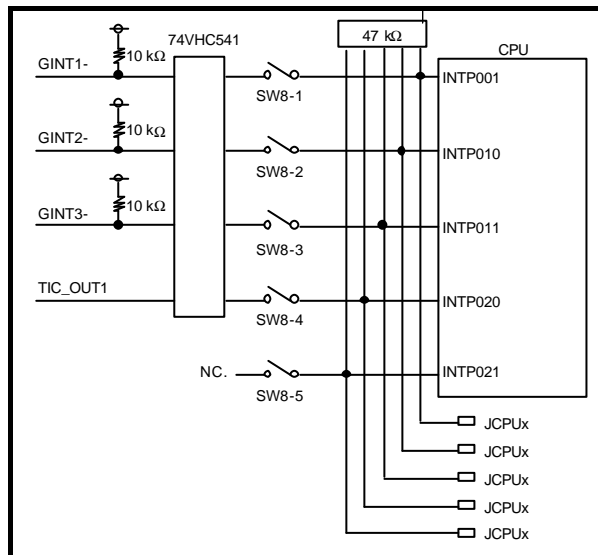 74VHC541
47 kΩ
CPU
10 kΩ
GINT1-
SW8-1
INTP001
10 kΩ
GINT2-
SW8-2
INTP010
10 kΩ
GINT3-
SW8-3
INTP011
TIC_OUT1
SW8-4
INTP020
NC.
SW8-5
INTP021
JCPUx
JCPUx
JCPUx
JCPUx
JCPUx